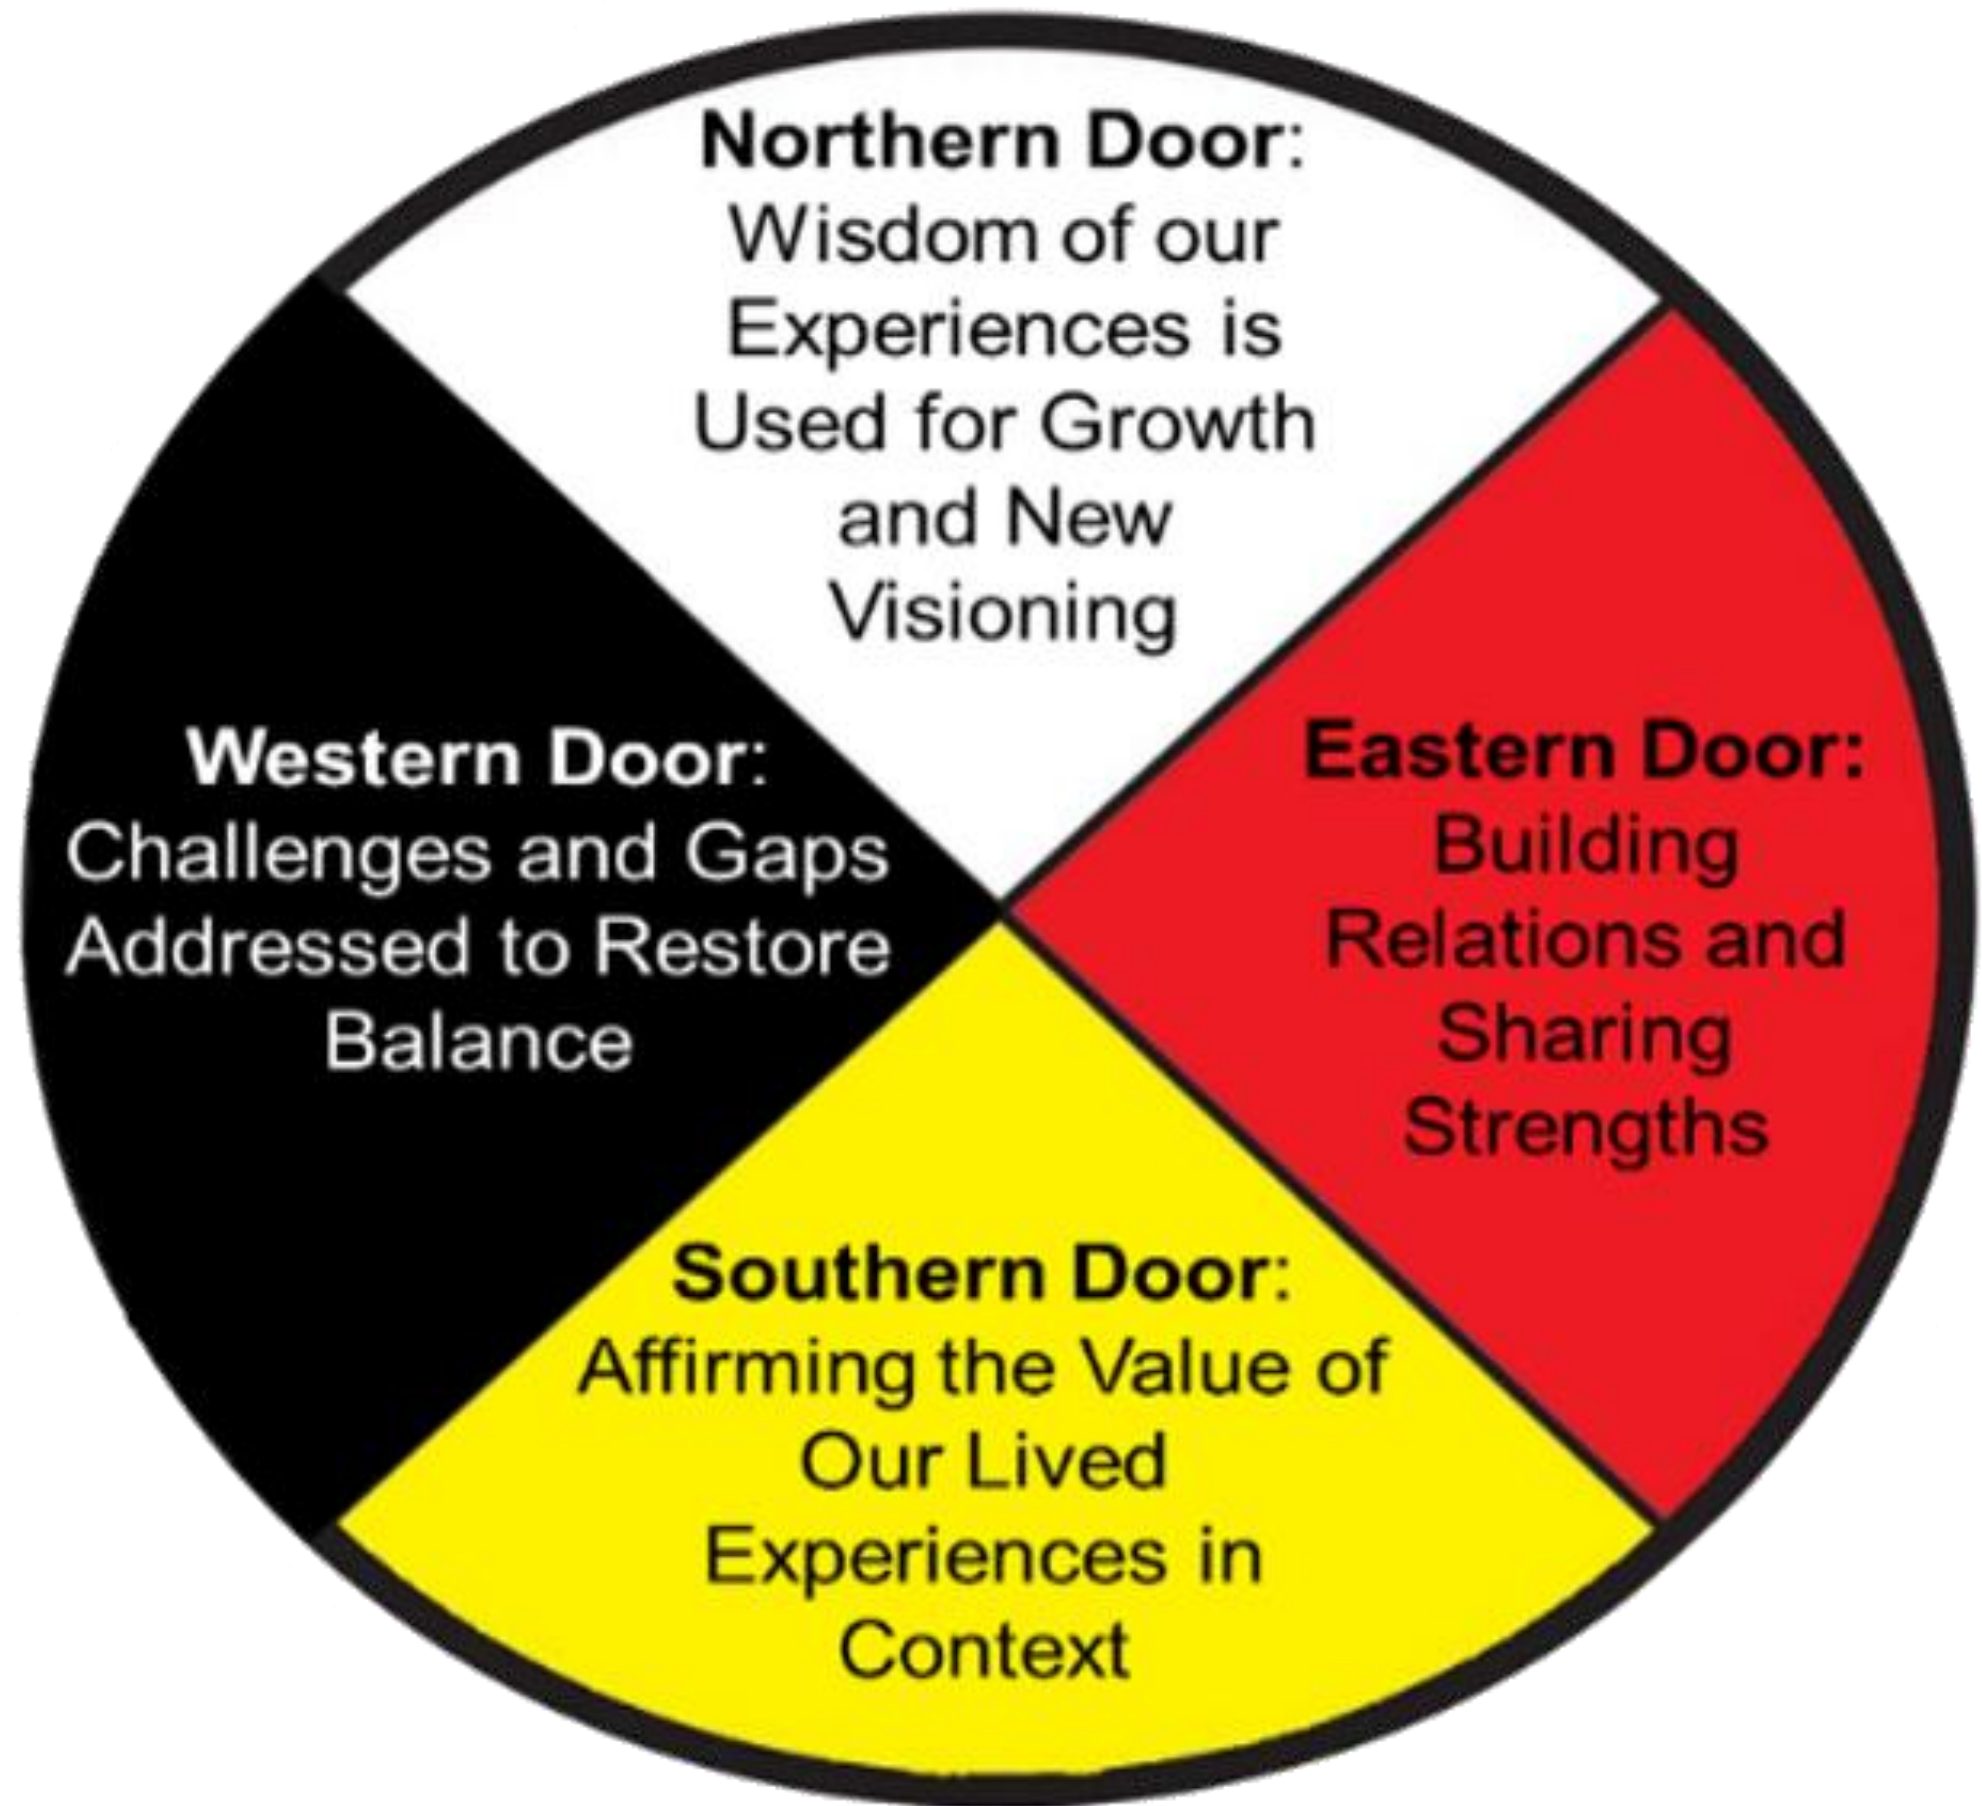 Northern Door:
Wisdom of our
Experiences is
Used for Growth
and New
Visioning
Eastern Door:
Building
Relations and
Sharing
Strengths
Southern Door:
Affirming the Value of
Our Lived
Experiences in
Context
Western Door:
Challenges and Gaps
Addressed to Restore
Balance